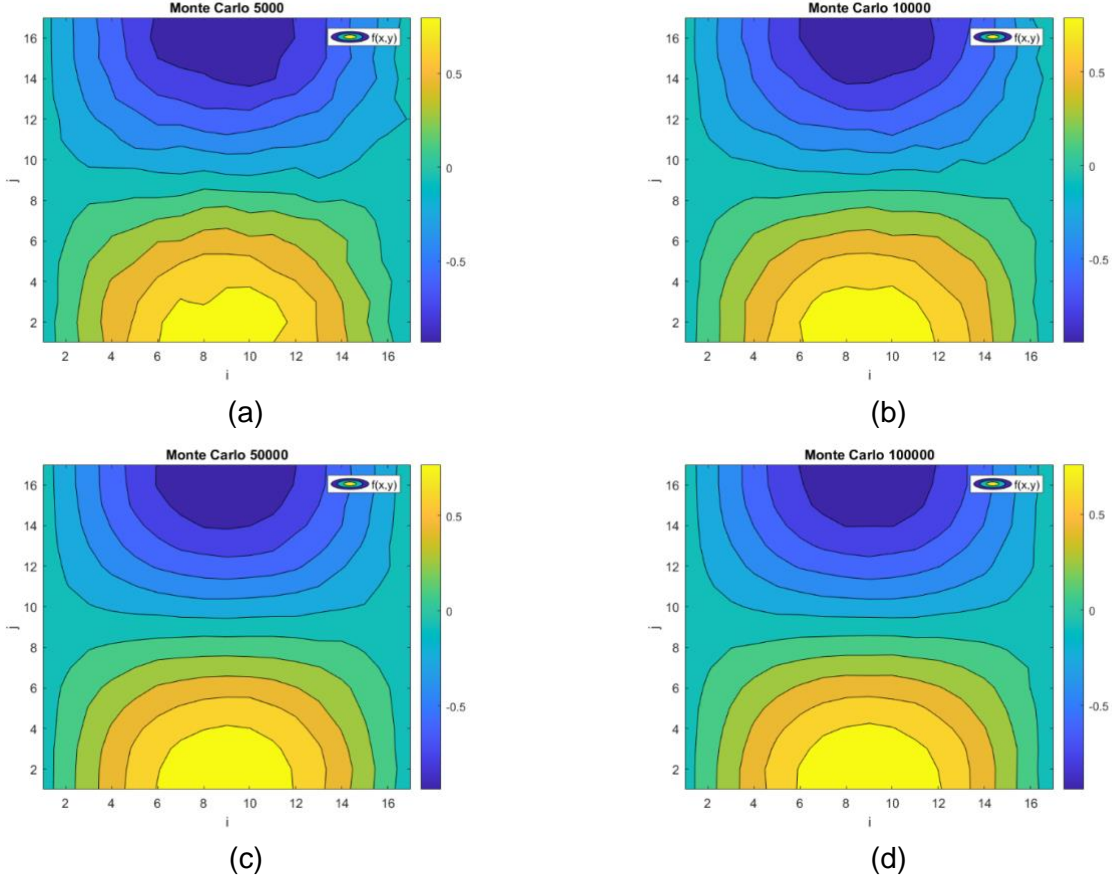 Monte Carlo 5000
f(x,y)
16
14
12
10
8
6
4
2
j
2 4 6 8 10 12 14 16
i
0.5
0
-0.5
(a)
Monte Carlo 10000
f(x,y)
16
14
12
10
8
6
4
2
j
2 4 6 8 10 12 14 16
i
0.5
0
-0.5
(b)
Monte Carlo 50000
f(x,y)
16
14
12
10
8
6
4
2
j
2 4 6 8 10 12 14 16
i
0.5
0
-0.5
(c)
Monte Carlo 100000
f(x,y)
16
14
12
10
8
6
4
2
j
2 4 6 8 10 12 14 16
i
0.5
0
-0.5
(d)